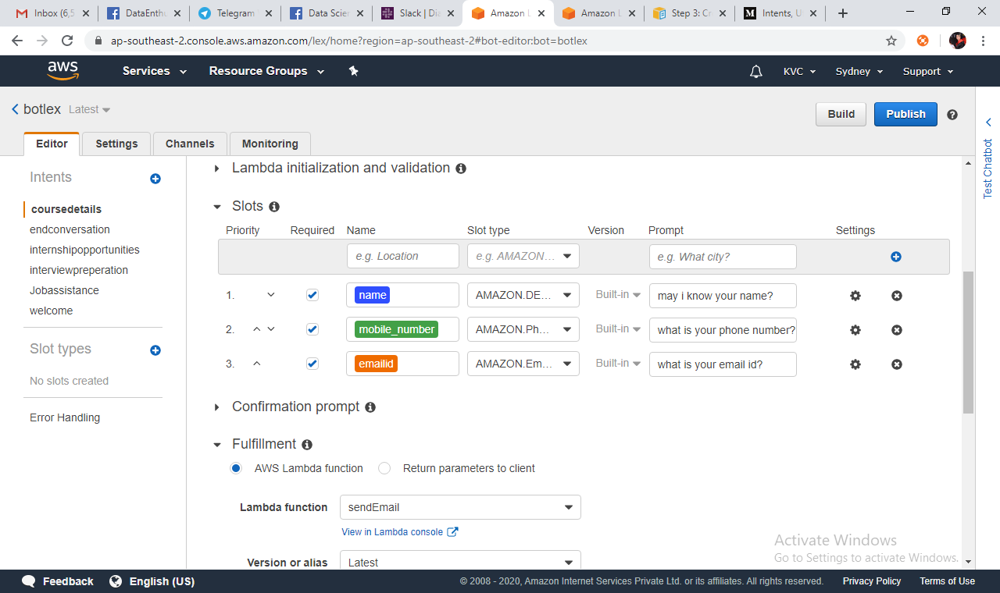 Inbox (6,5
DataEnthu
Telegram
Data Scien
Slack | Dia
Amazon L
Amazon L
Step 3: Cr
Intents, U
ap-southeast-2.console.aws.amazon.com/lex/home?region=ap-southeast-2#bot-editor:bot=botlex
aws Services Resource Groups KVC Sydney Support
botlex Latest
Build Publish
Editor Settings Channels Monitoring
Test Chatbot
Intents
coursedetails
endconversation
internshipopportunities
interviewpreperation
Jobassistance
welcome
Slot types
No slots created
Error Handling
Lambda initialization and validation
Slots
Priority Required Name Slot type Version Prompt Settings
e.g. Location e.g. AMAZON... e.g. What city?
1. name AMAZON.DE... Built-in may i know your name?
2. mobile_number AMAZON.Ph... Built-in what is your phone number?
3. emailid AMAZON.Em... Built-in what is your email id?
Confirmation prompt
Fulfillment
AWS Lambda function Return parameters to client
Lambda function sendEmail
View in Lambda console
Version or alias Latest
Activate Windows
Go to Settings to activate Windows.
Feedback English (US) © 2008 - 2020, Amazon Internet Services Private Ltd. or its affiliates. All rights reserved. Privacy Policy Terms of Use